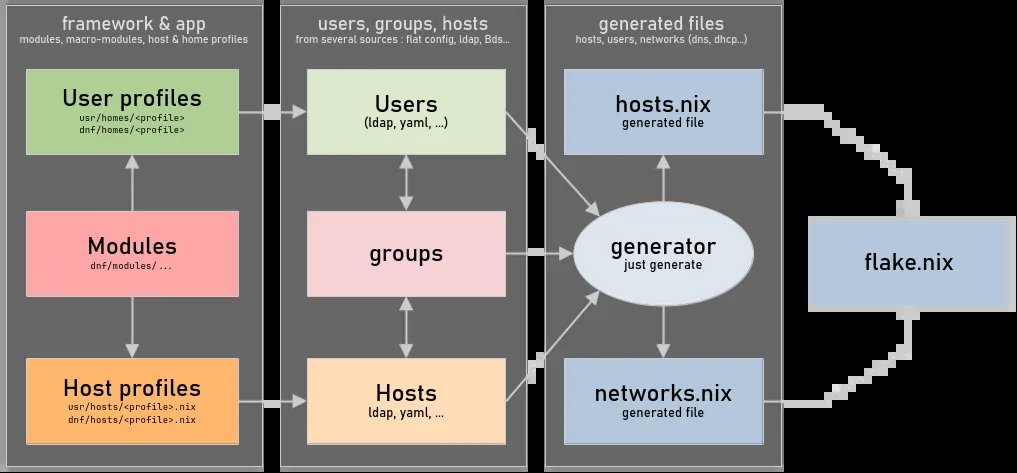 framework & app
modules, macro-modules, host & home profiles
User profiles
usr/homes/<profile>
dnf/homes/<profile>
Modules
dnf/modules/...
Host profiles
usr/hosts/<profile>.nix
dnf/hosts/<profile>.nix
users, groups, hosts
from several sources : flat config, ldap, Bds...
Users
(ldap, yaml, ...)
groups
Hosts
ldap, yaml, ...
generated files
hosts, users, networks (dns, dhcp...)
hosts.nix
generated file
generator
just generate
networks.nix
generated file
flake.nix